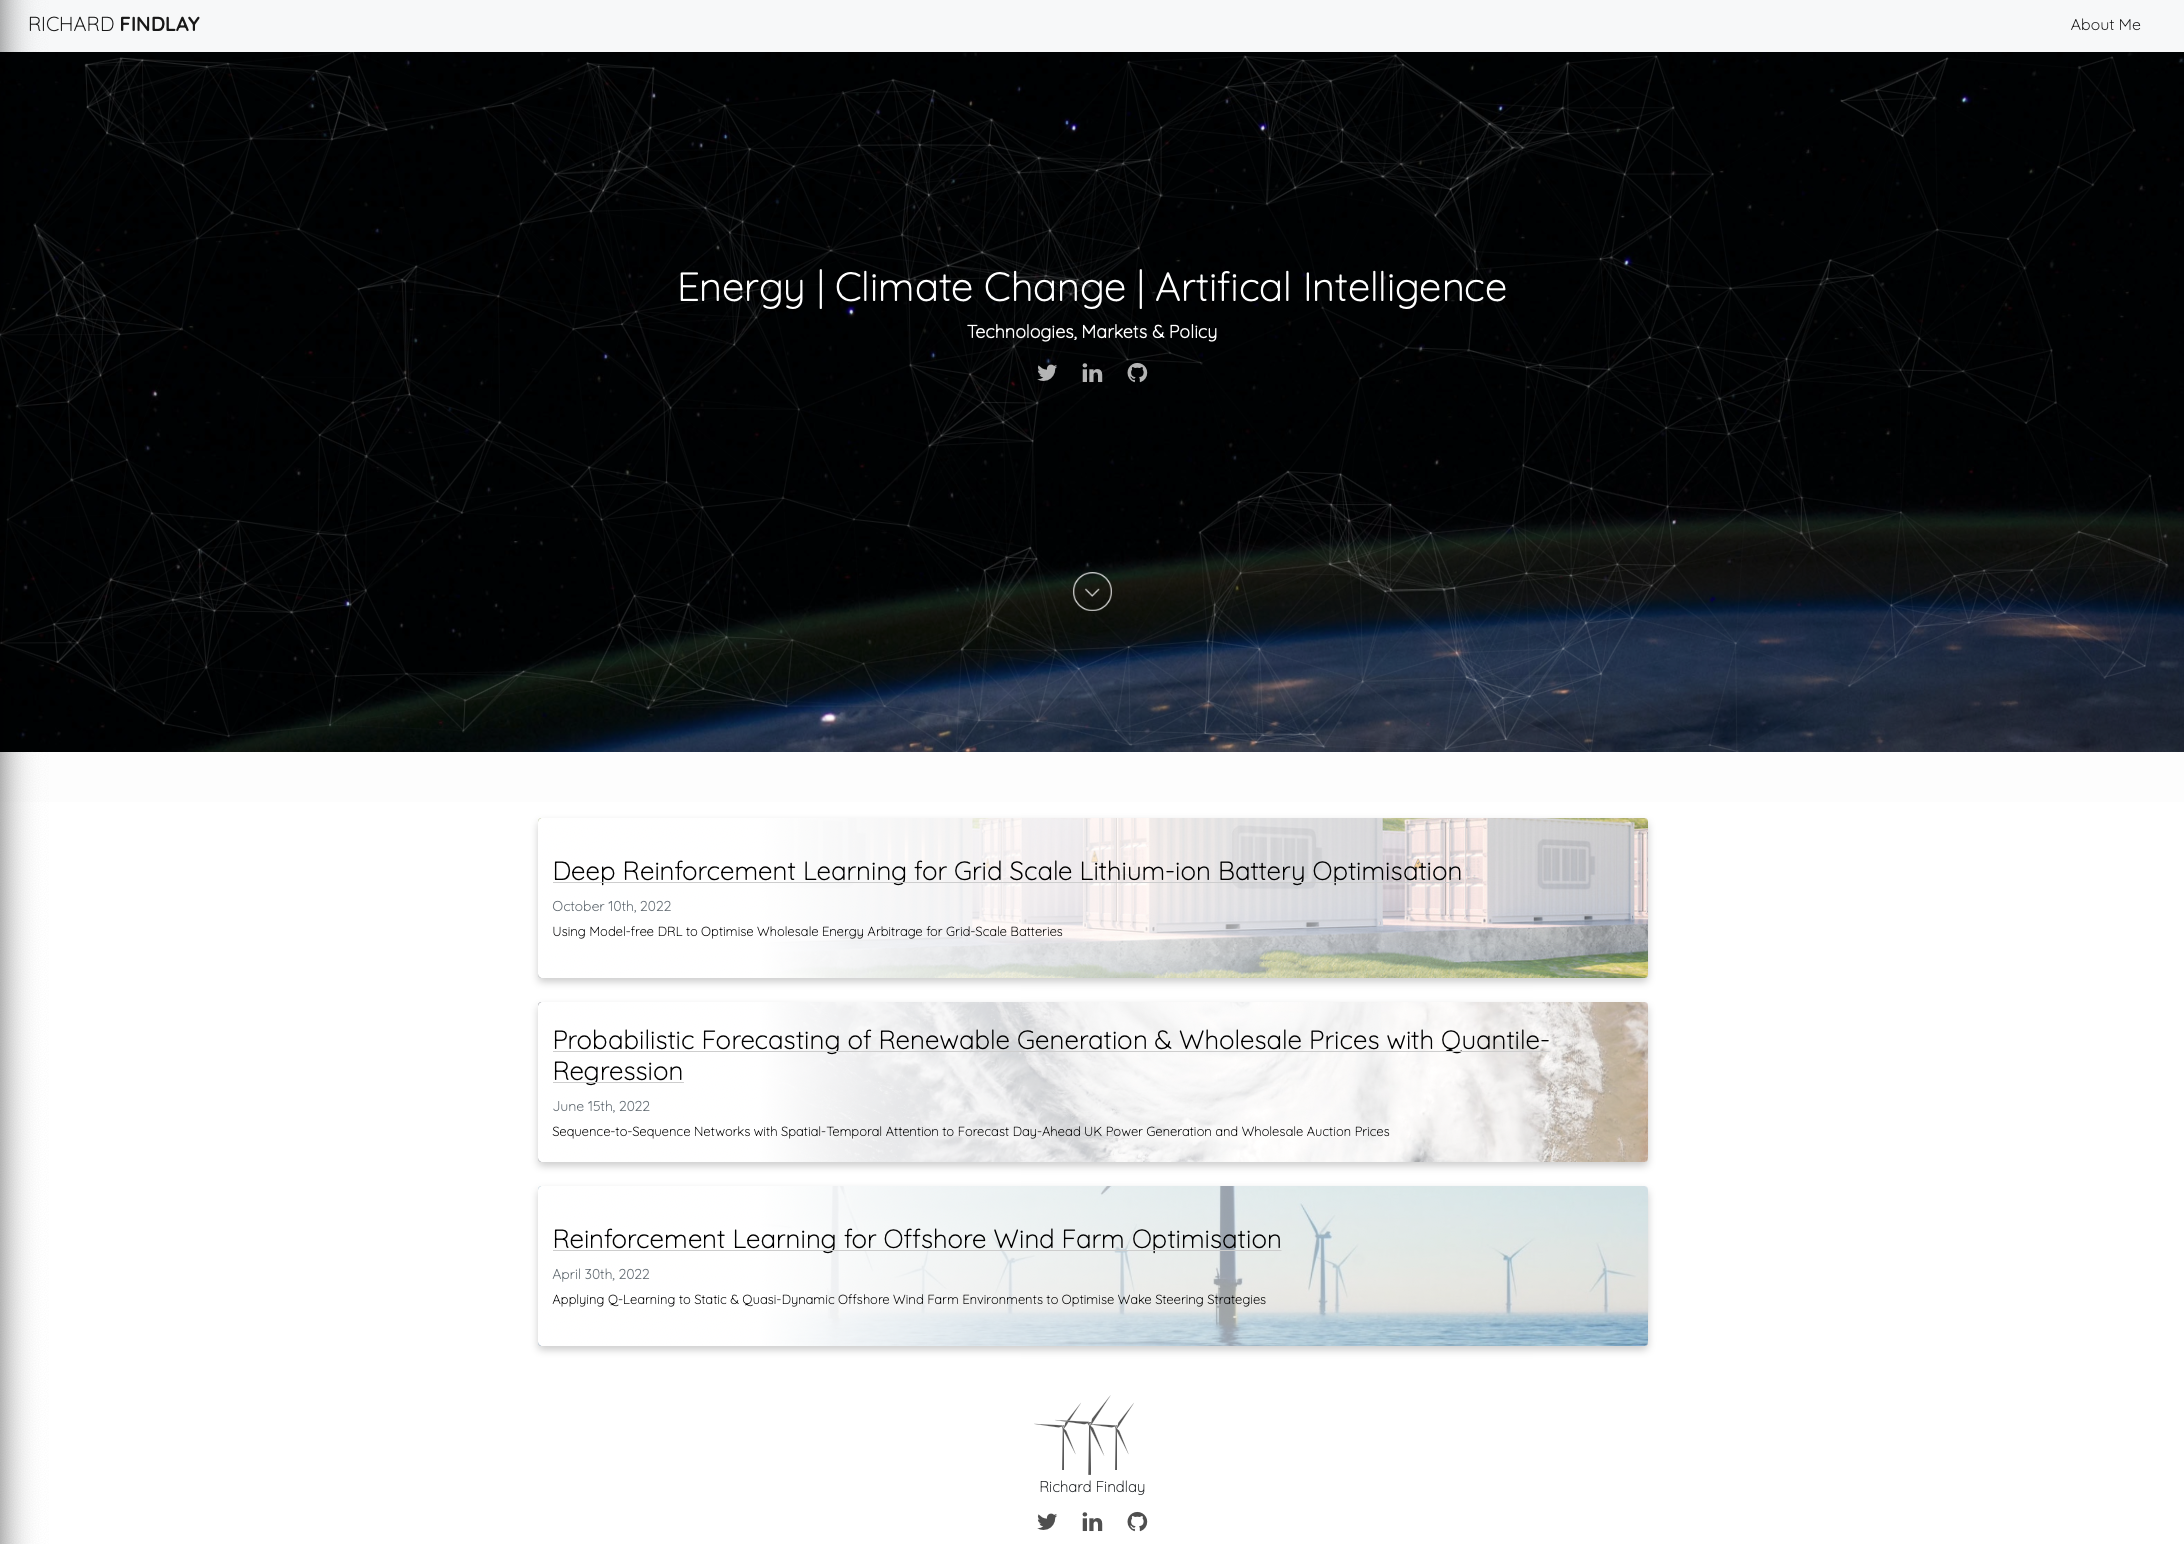 RICHARD FINDLAY
About Me
Energy | Climate Change | Artifical Intelligence
Technologies, Markets & Policy
Deep Reinforcement Learning for Grid Scale Lithium-ion Battery Optimisation
October 10th, 2022
Using Model-free DRL to Optimise Wholesale Energy Arbitrage for Grid-Scale Batteries
Probabilistic Forecasting of Renewable Generation & Wholesale Prices with Quantile-
Regression
June 15th, 2022
Sequence-to-Sequence Networks with Spatial-Temporal Attention to Forecast Day-Ahead UK Power Generation and Wholesale Auction Prices
Reinforcement Learning for Offshore Wind Farm Optimisation
April 30th, 2022
Applying Q-Learning to Static & Quasi-Dynamic Offshore Wind Farm Environments to Optimise Wake Steering Strategies
Richard Findlay